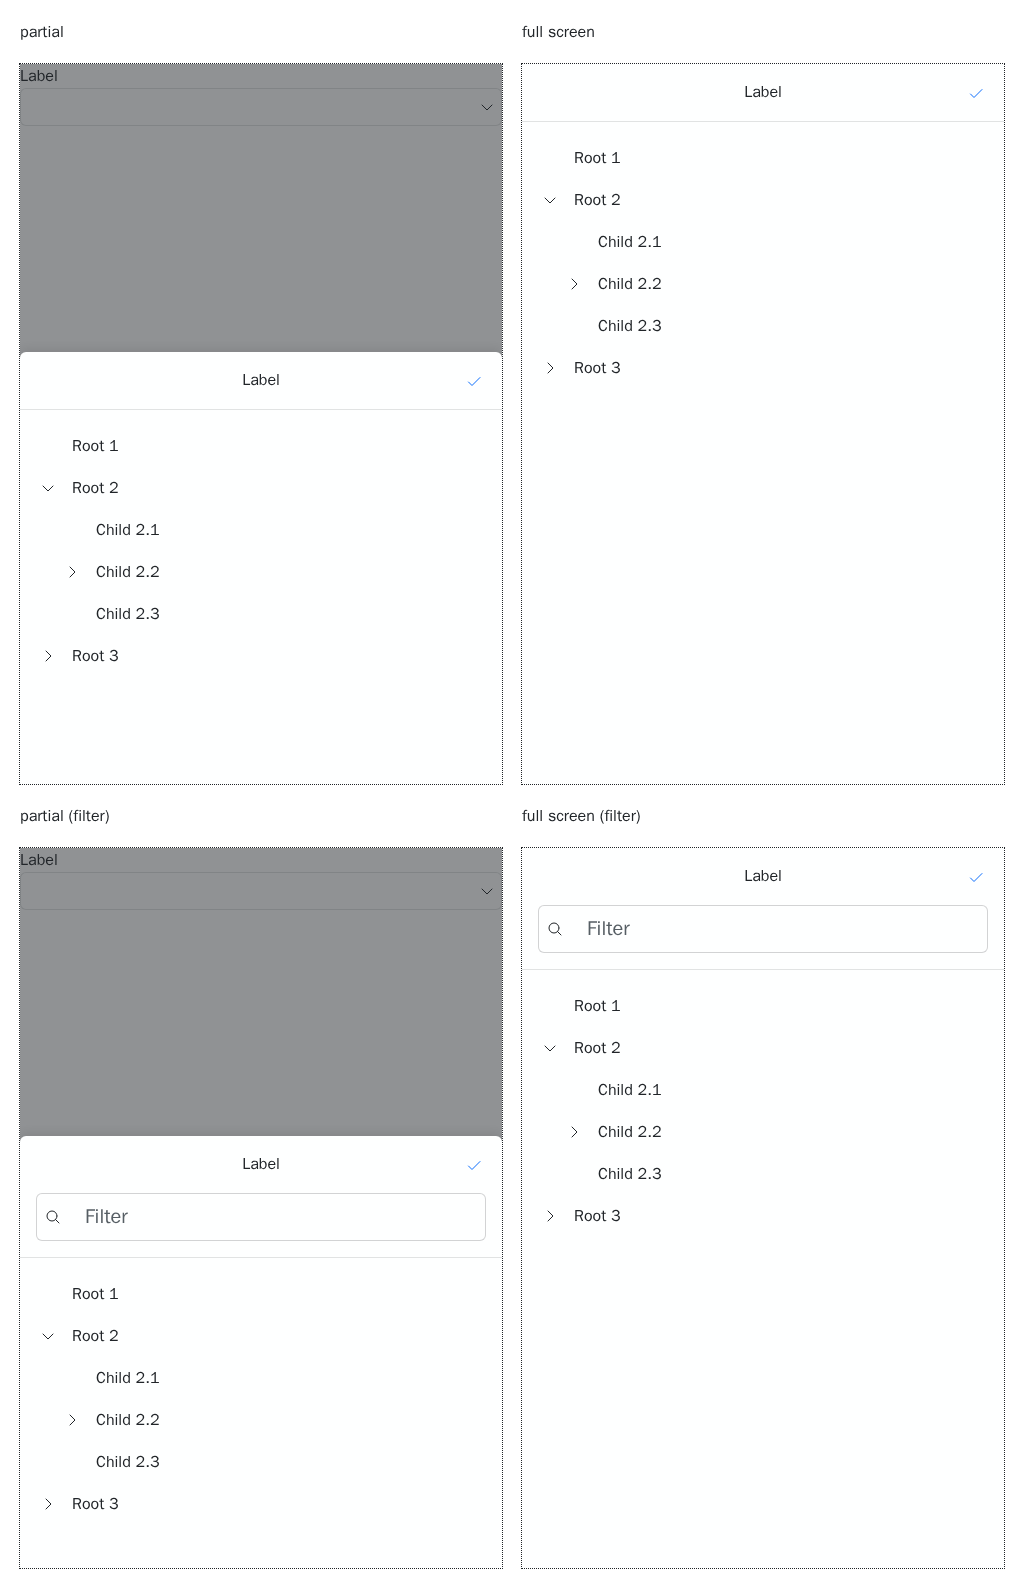 partial
Label
Label
Root 1
Root 2
Child 2.1
Child 2.2
Child 2.3
Root 3
full screen
Label
Root 1
Root 2
Child 2.1
Child 2.2
Child 2.3
Root 3
partial (filter)
Label
Label
Filter
Root 1
Root 2
Child 2.1
Child 2.2
Child 2.3
Root 3
full screen (filter)
Label
Filter
Root 1
Root 2
Child 2.1
Child 2.2
Child 2.3
Root 3